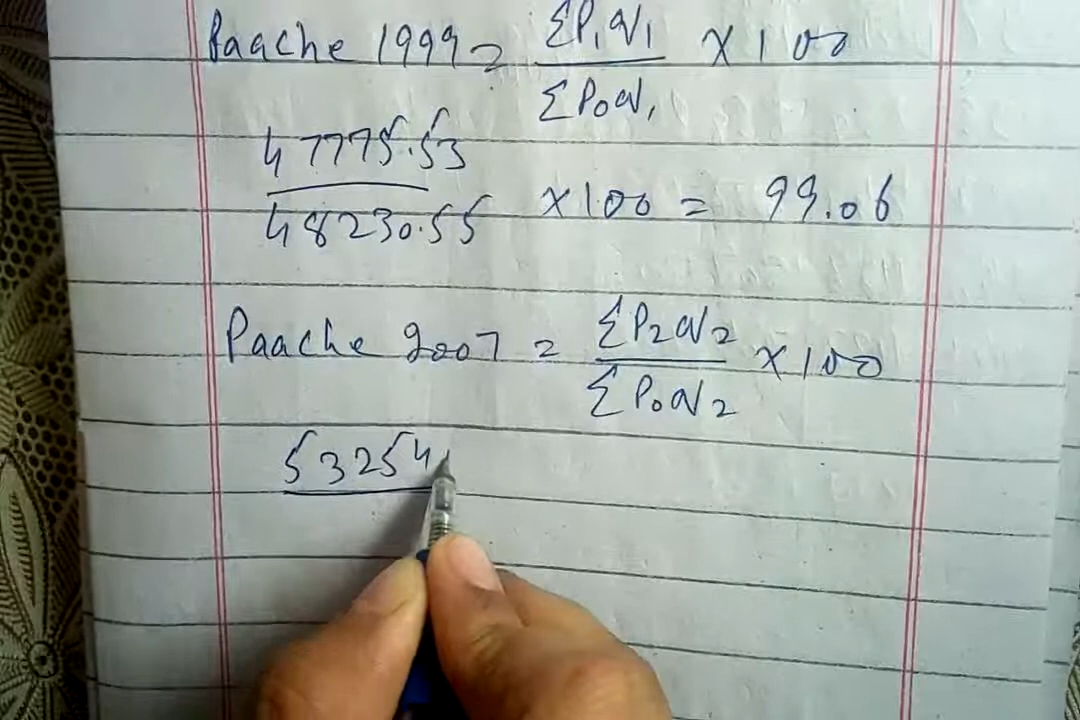 Paache 1999 = ΣP₁q₁ / ΣP₀q₁ × 100
47775.53 / 48230.55 × 100 = 99.06
Paache 2007 = ΣP₂q₂ / ΣP₀q₂ × 100
53254